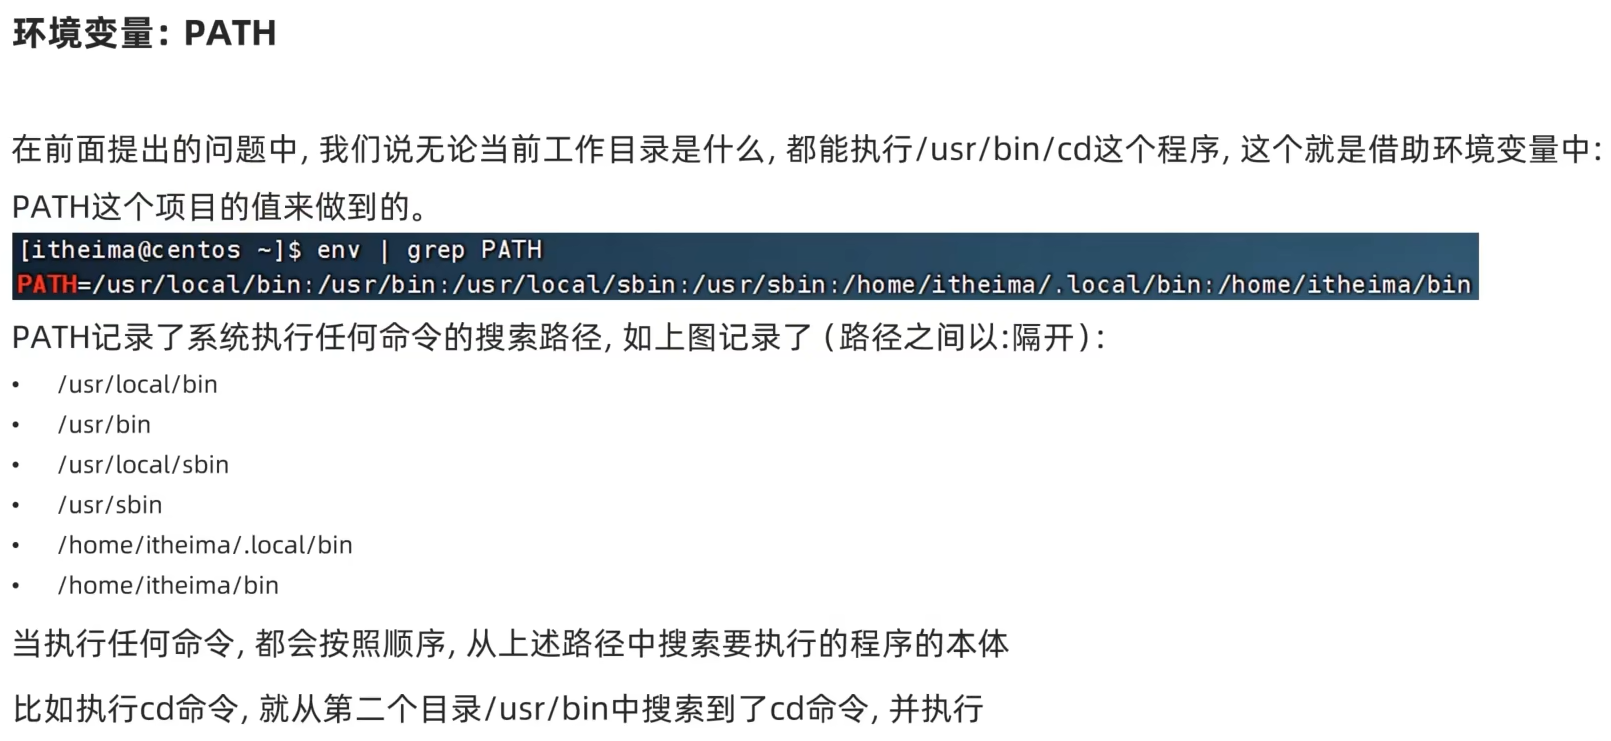 环境变量：PATH
在前面提出的问题中, 我们说无论当前工作目录是什么, 都能执行/usr/bin/cd这个程序, 这个就是借助环境变量中：
PATH这个项目的值来做到的。
[itheima@centos ~]$ env | grep PATH
PATH=/usr/local/bin:/usr/bin:/usr/local/sbin:/usr/sbin:/home/itheima/.local/bin:/home/itheima/bin
PATH记录了系统执行任何命令的搜索路径, 如上图记录了（路径之间以:隔开）：
• /usr/local/bin
• /usr/bin
• /usr/local/sbin
• /usr/sbin
• /home/itheima/.local/bin
• /home/itheima/bin
当执行任何命令, 都会按照顺序, 从上述路径中搜索要执行的程序的本体
比如执行cd命令, 就从第二个目录/usr/bin中搜索到了cd命令, 并执行